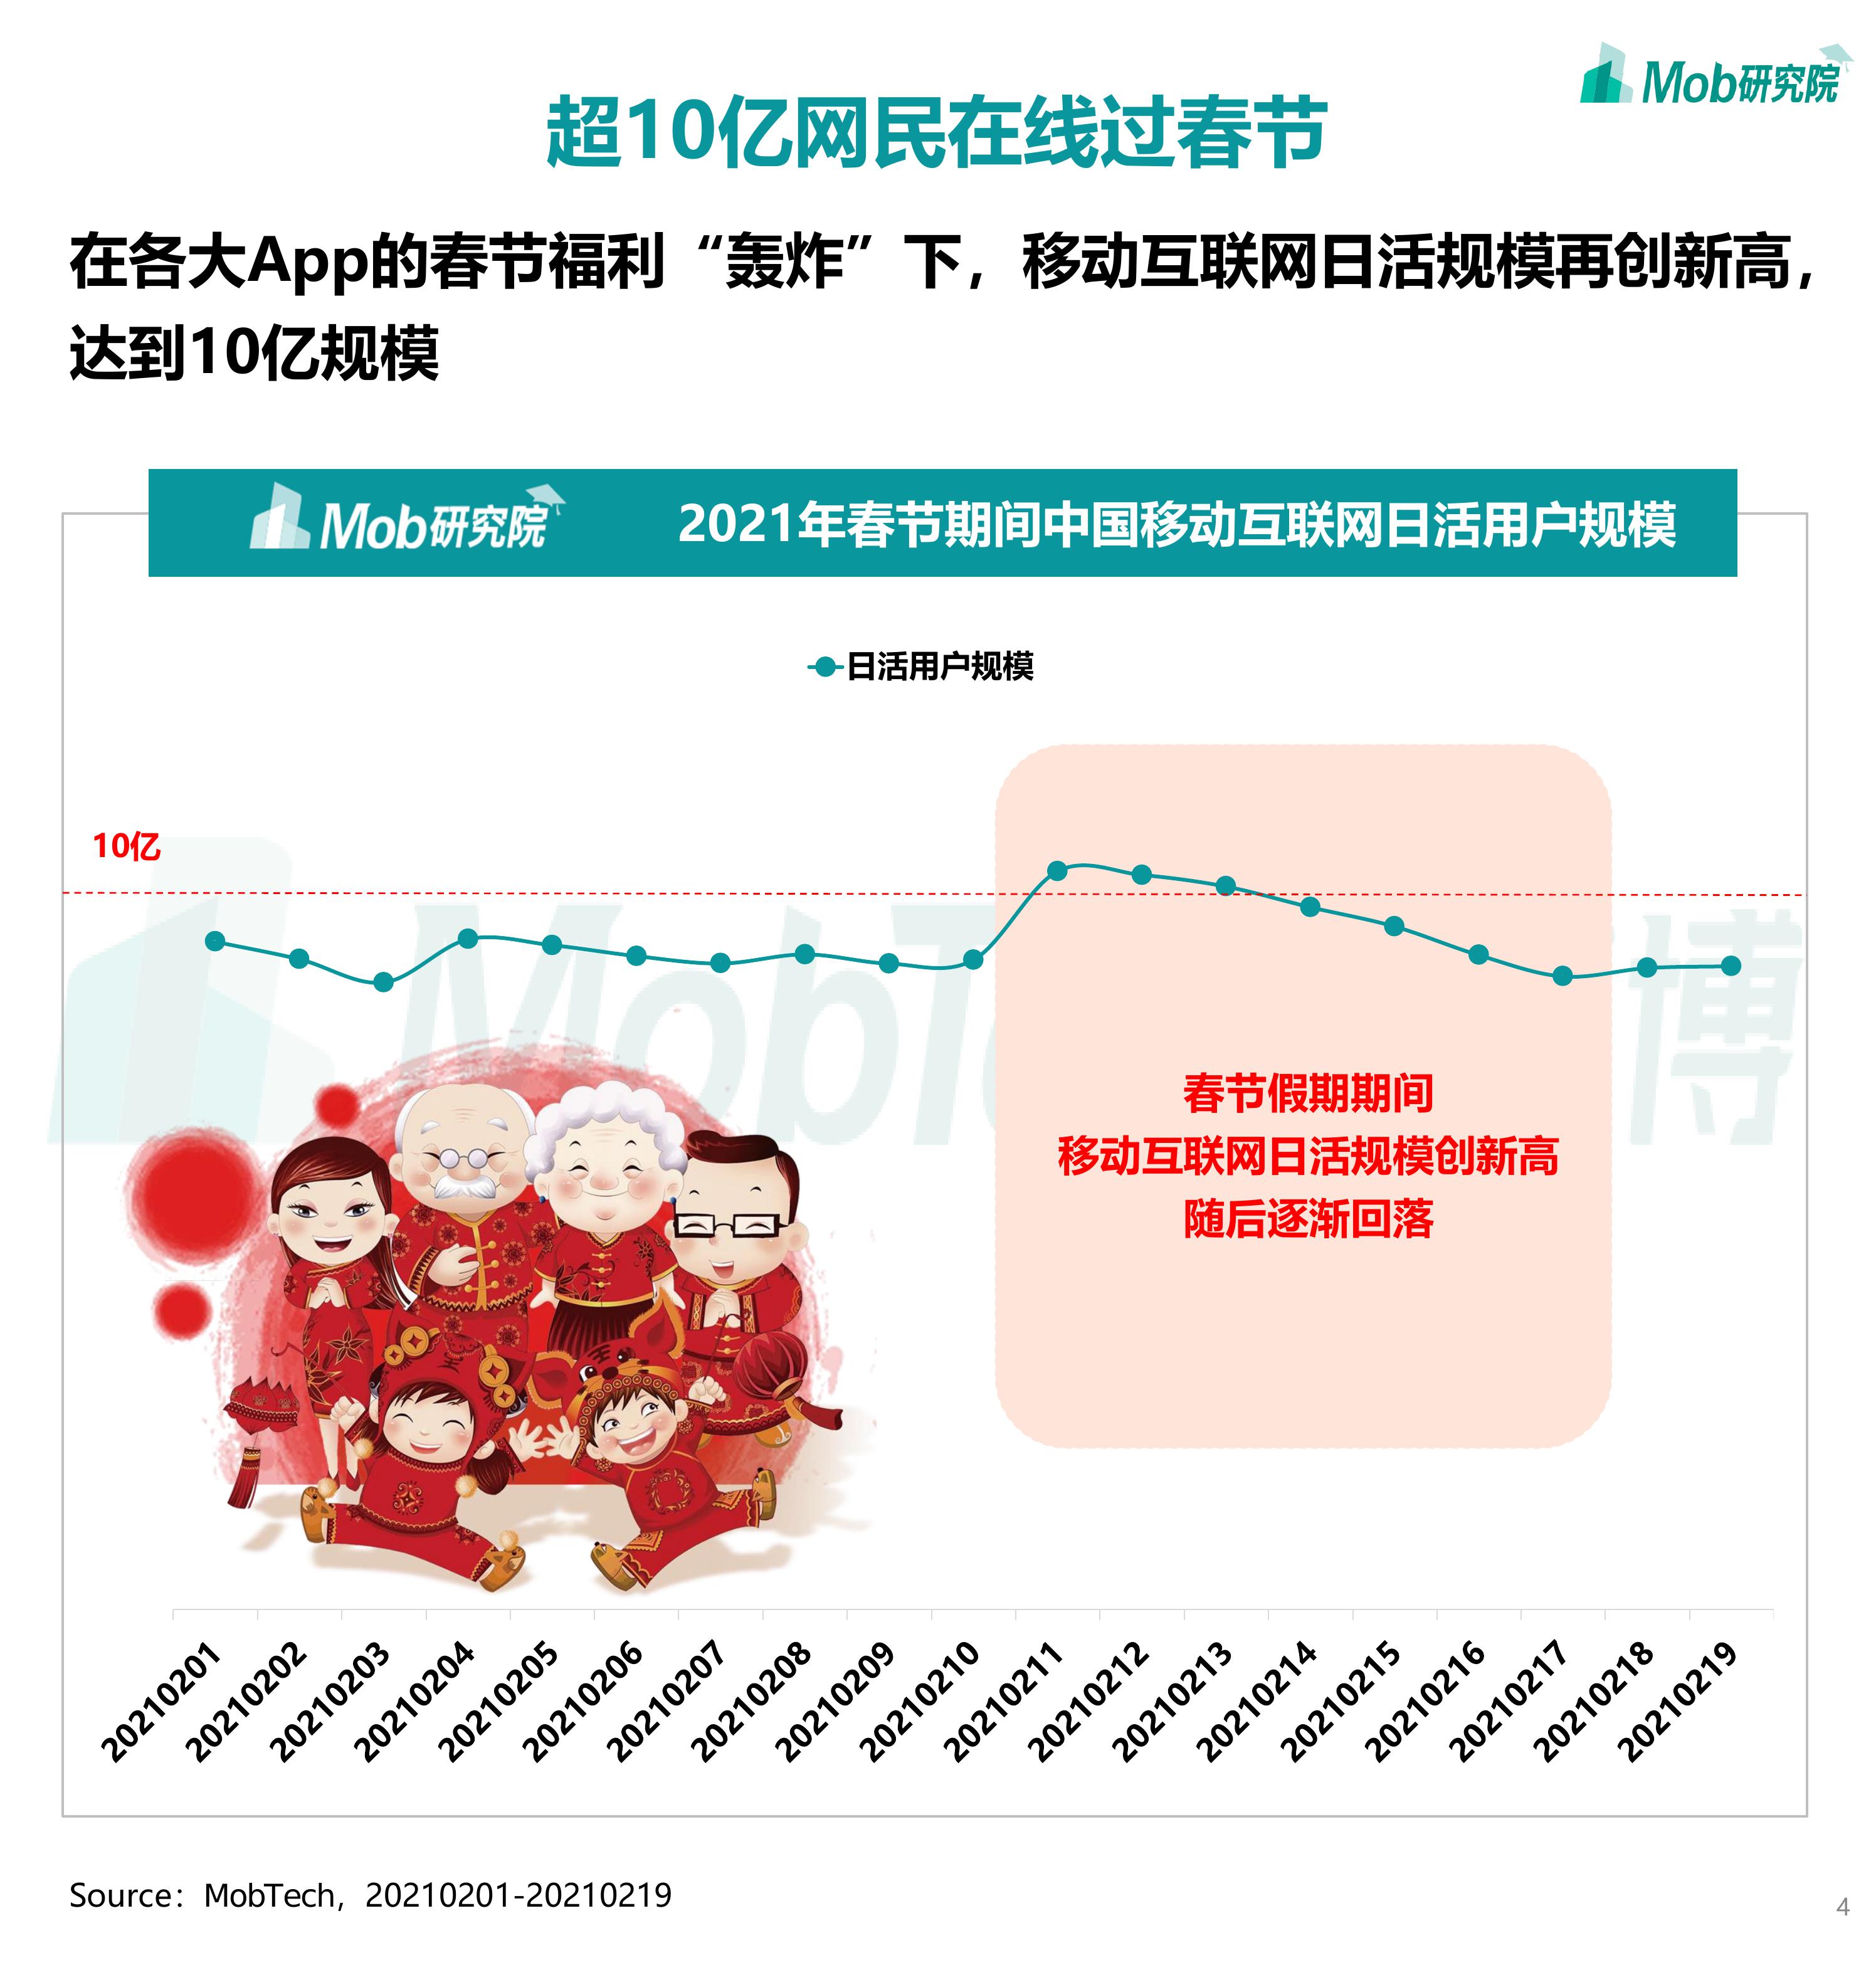 Mob研究院
超10亿网民在线过春节
在各大App的春节福利“轰炸”下，移动互联网日活规模再创新高，
达到10亿规模
Mob研究院
2021年春节期间中国移动互联网日活用户规模
日活用户规模
10亿
春节假期期间
移动互联网日活规模创新高
随后逐渐回落
20210201
20210202
20210203
20210204
20210205
20210206
20210207
20210208
20210209
20210210
20210211
20210212
20210213
20210214
20210215
20210216
20210217
20210218
20210219
Source：MobTech，20210201-20210219
4